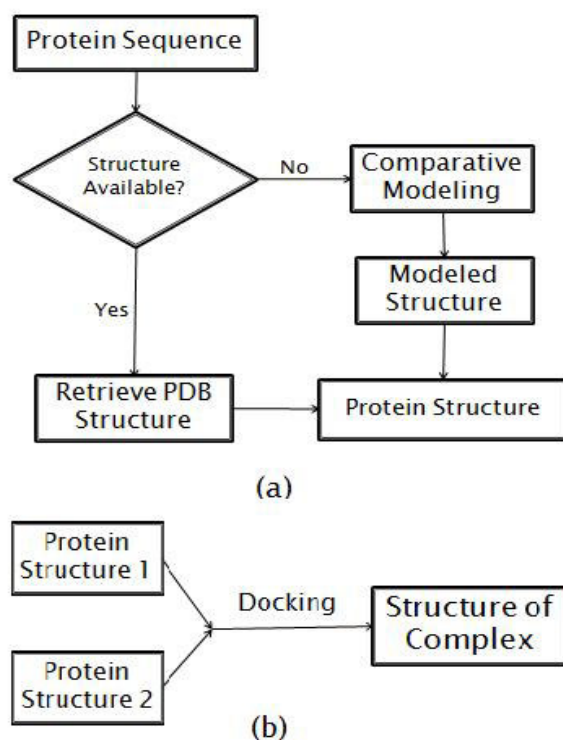 Protein Sequence
Structure
Available?
No
Comparative
Modeling
Modeled
Structure
Yes
Retrieve PDB
Structure
Protein Structure
(a)
Protein
Structure 1
Docking
Structure of
Complex
Protein
Structure 2
(b)